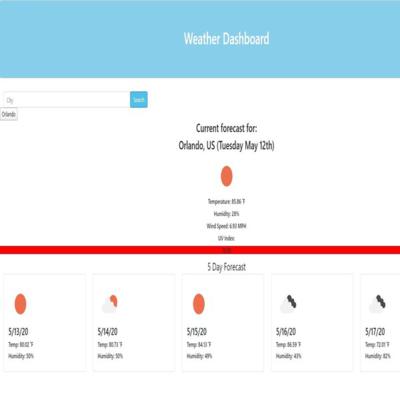 Weather Dashboard
City
Search
Orlando
Current forecast for:
Orlando, US (Tuesday May 12th)
Temperature: 85.86 °F
Humidity: 28%
Wind Speed: 6.93 MPH
UV Index:
5 Day Forecast
5/13/20
Temp: 80.02 °F
Humidity: 50%
5/14/20
Temp: 80.73 °F
Humidity: 50%
5/15/20
Temp: 84.51 °F
Humidity: 49%
5/16/20
Temp: 86.59 °F
Humidity: 43%
5/17/20
Temp: 72.01 °F
Humidity: 82%